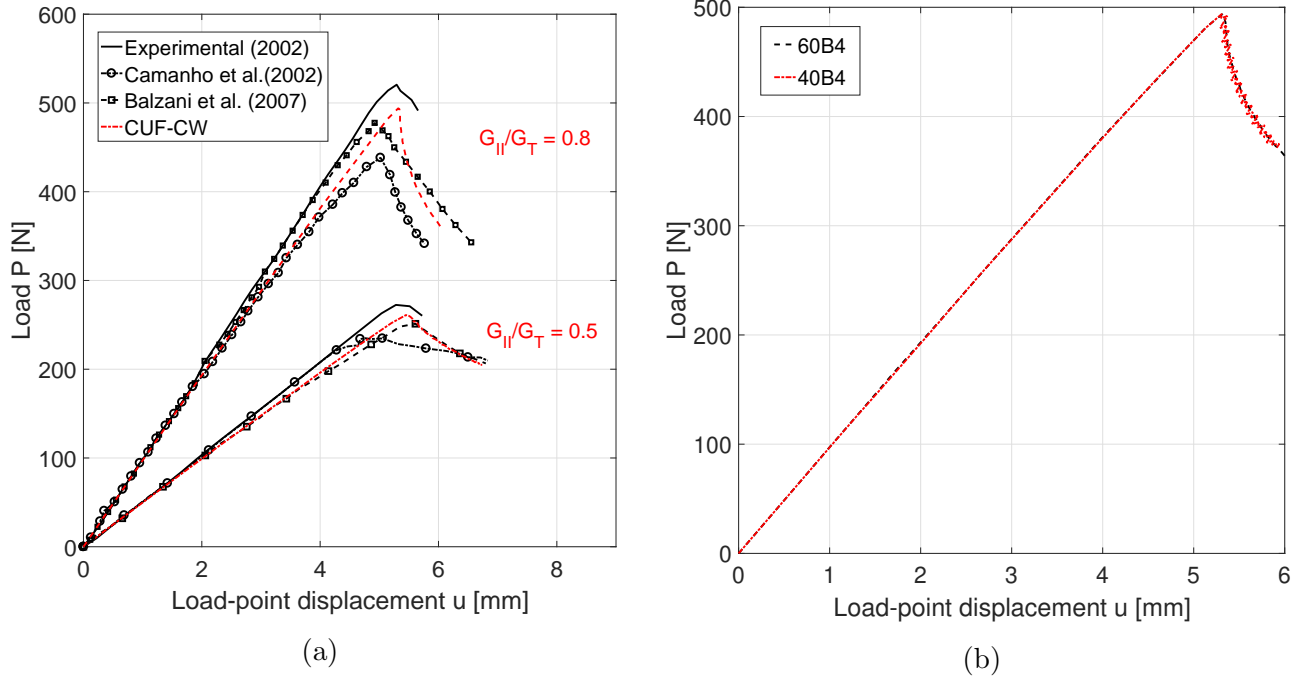 600
500
400
300
200
100
0
Load P [N]
Experimental (2002)
Camanho et al.(2002)
Balzani et al. (2007)
CUF-CW
G_II/G_T = 0.8
G_II/G_T = 0.5
0 2 4 6 8
Load-point displacement u [mm]
(a)
500
400
300
200
100
0
Load P [N]
60B4
40B4
0 1 2 3 4 5 6
Load-point displacement u [mm]
(b)